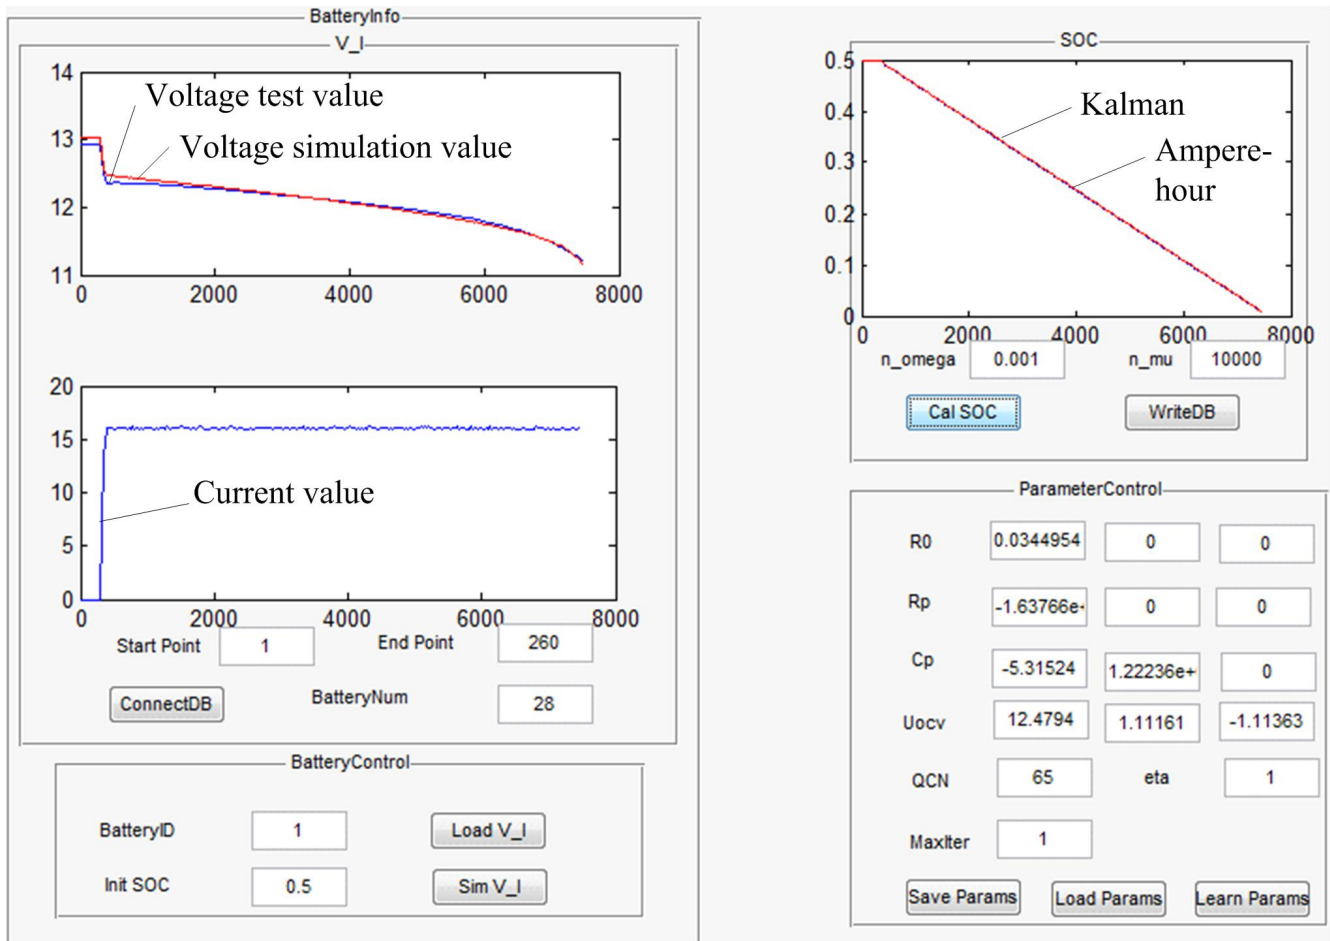 BatteryInfo
V_I
14
13
12
11
0 2000 4000 6000 8000
Voltage test value
Voltage simulation value
20
15
10
5
0
0 2000 4000 6000 8000
Current value
Start Point 1 End Point 260
ConnectDB BatteryNum 28
BatteryControl
BatteryID 1 Load V_I
Init SOC 0.5 Sim V_I
SOC
0.5
0.4
0.3
0.2
0.1
0
0 2000 4000 6000 8000
Kalman
Ampere-
hour
n_omega 0.001 n_mu 10000
Cal SOC WriteDB
ParameterControl
R0 0.0344954 0 0
Rp -1.63766e- 0 0
Cp -5.31524 1.22236e+ 0
Uocv 12.4794 1.11161 -1.11363
QCN 65 eta 1
MaxIter 1
Save Params Load Params Learn Params